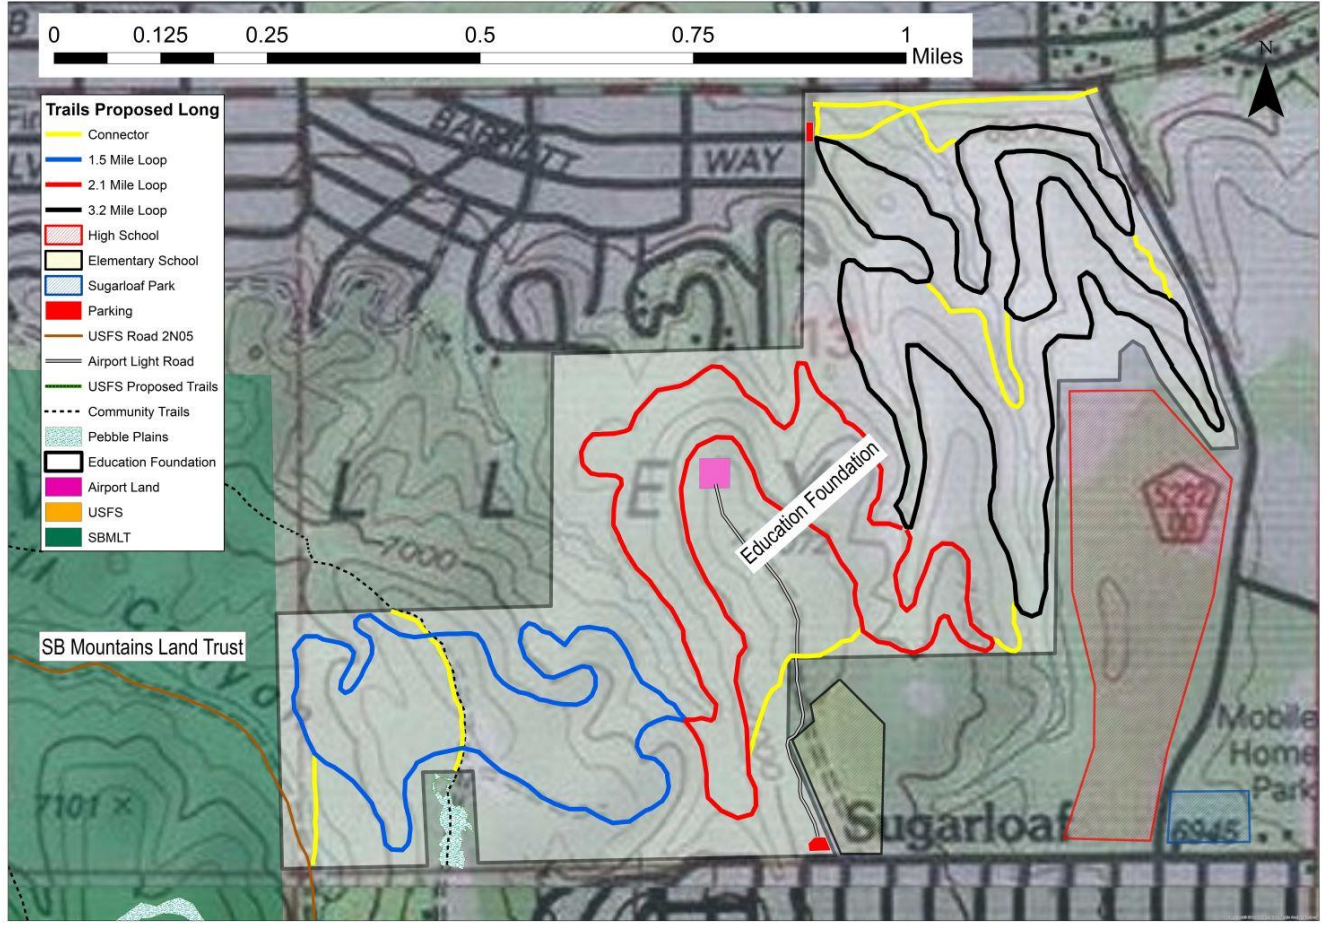 0 0.125 0.25 0.5 0.75 1
Miles
N
Trails Proposed Long
Connector
1.5 Mile Loop
2.1 Mile Loop
3.2 Mile Loop
High School
Elementary School
Sugarloaf Park
Parking
USFS Road 2N05
Airport Light Road
USFS Proposed Trails
Community Trails
Pebble Plains
Education Foundation
Airport Land
USFS
SBMLT
BARRETT
WAY
13
L L E Y
7000
5292
00
Education Foundation
SB Mountains Land Trust
7101
Mobile
Home
Park
Sugarloaf
6945